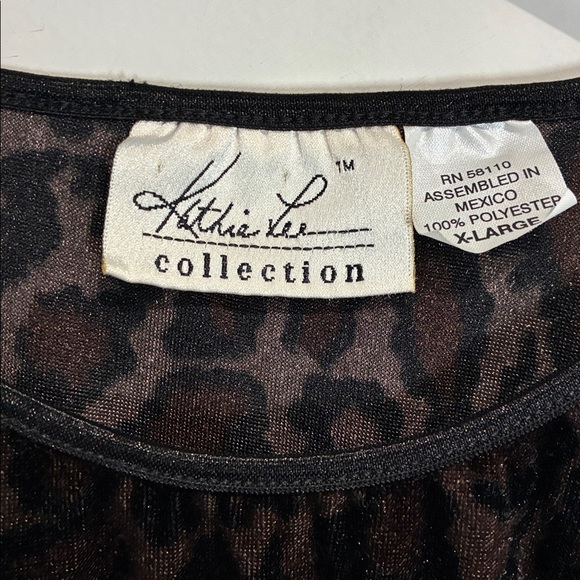 Kathie Lee ™
collection
RN 58110
ASSEMBLED IN
MEXICO
100% POLYESTER
X-LARGE